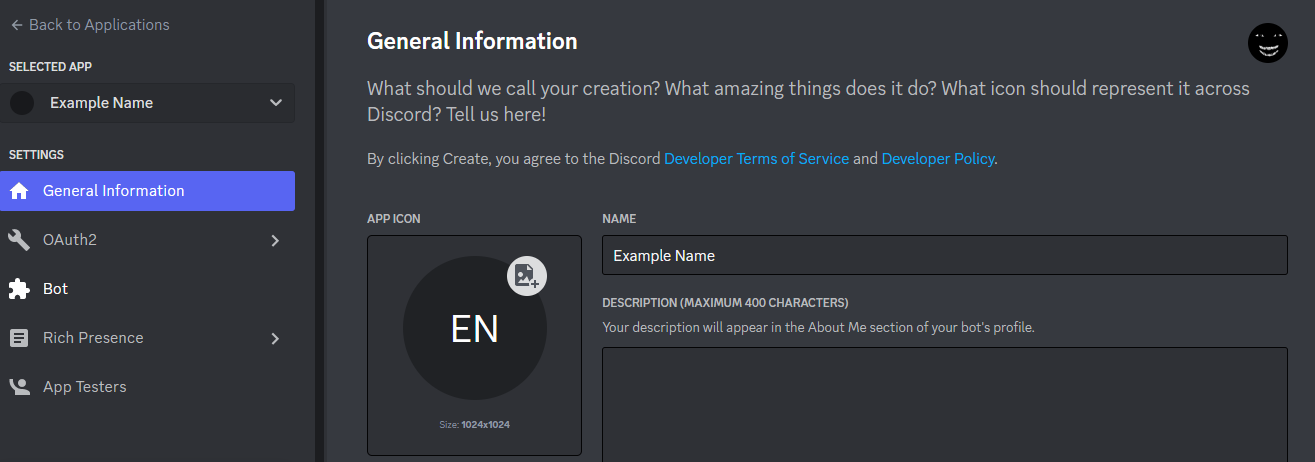 Back to Applications
SELECTED APP
Example Name
SETTINGS
General Information
OAuth2
Bot
Rich Presence
App Testers
General Information
What should we call your creation? What amazing things does it do? What icon should represent it across
Discord? Tell us here!
By clicking Create, you agree to the Discord Developer Terms of Service and Developer Policy.
APP ICON
EN
Size: 1024x1024
NAME
Example Name
DESCRIPTION (MAXIMUM 400 CHARACTERS)
Your description will appear in the About Me section of your bot's profile.